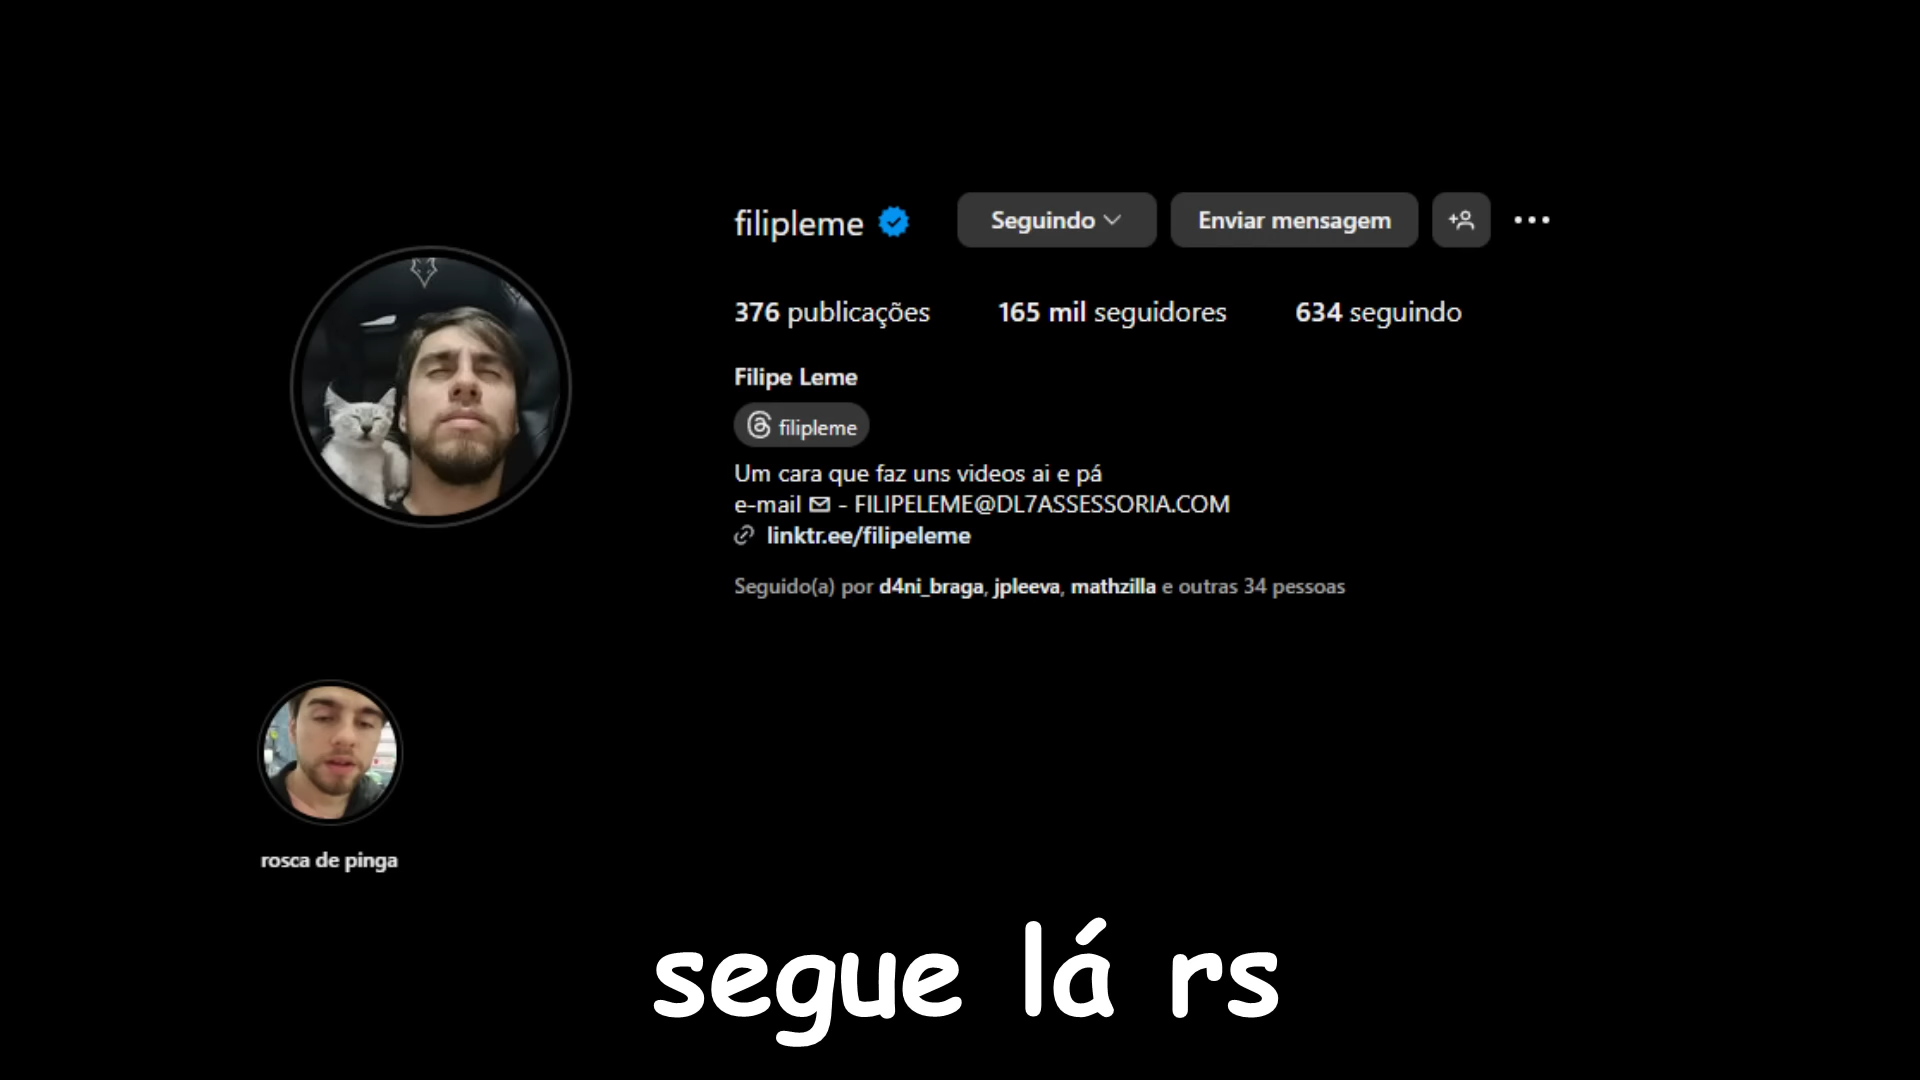 filipleme Seguindo Enviar mensagem
376 publicações 165 mil seguidores 634 seguindo
Filipe Leme
filipleme
Um cara que faz uns videos ai e pá
e-mail ✉ - FILIPELEME@DL7ASSESSORIA.COM
linktr.ee/filipeleme
Seguido(a) por d4ni_braga, jpleeva, mathzilla e outras 34 pessoas
rosca de pinga
segue lá rs